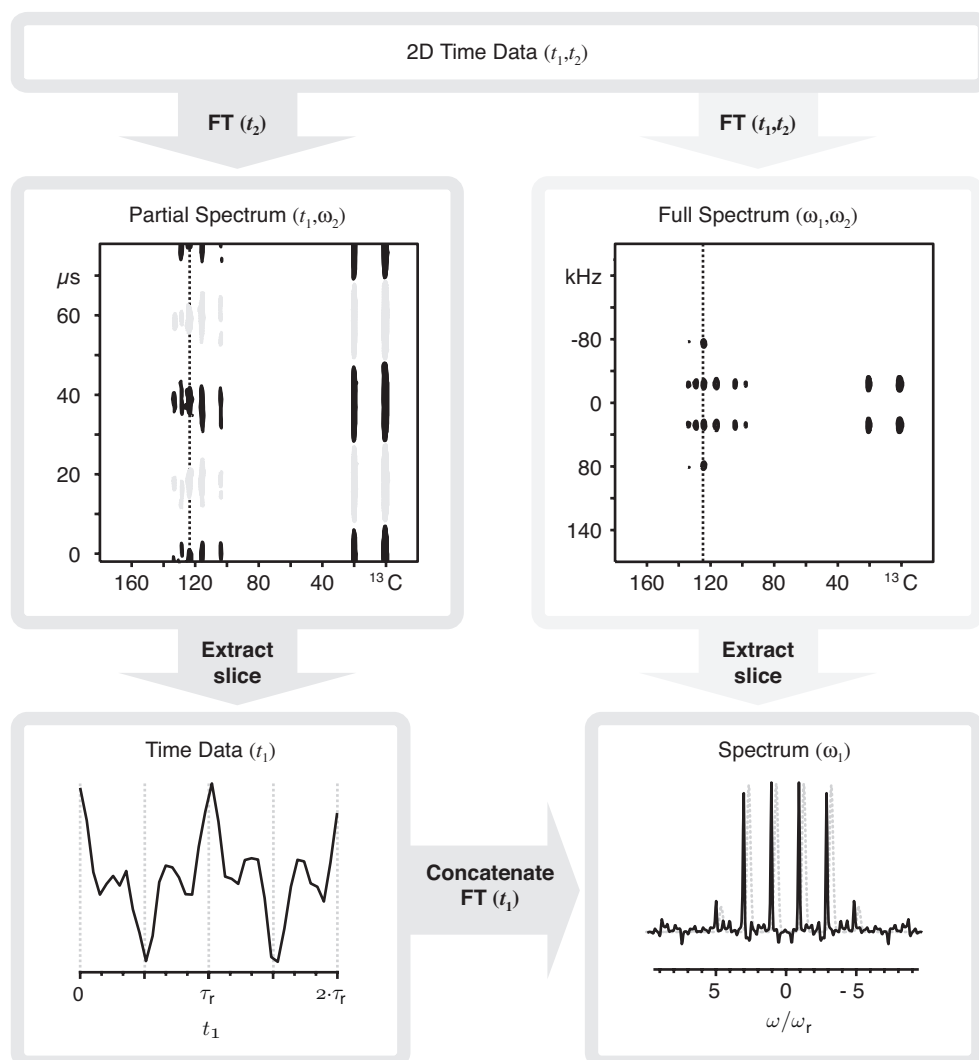 2D Time Data (t₁,t₂)
FT (t₂)
FT (t₁,t₂)
Partial Spectrum (t₁,ω₂)
μs
60
40
20
0
160 120 80 40 ¹³C
Full Spectrum (ω₁,ω₂)
kHz
-80
0
80
140
160 120 80 40 ¹³C
Extract
slice
Extract
slice
Time Data (t₁)
0 τr 2·τr
t₁
Concatenate
FT (t₁)
Spectrum (ω₁)
5 0 - 5
ω/ωr